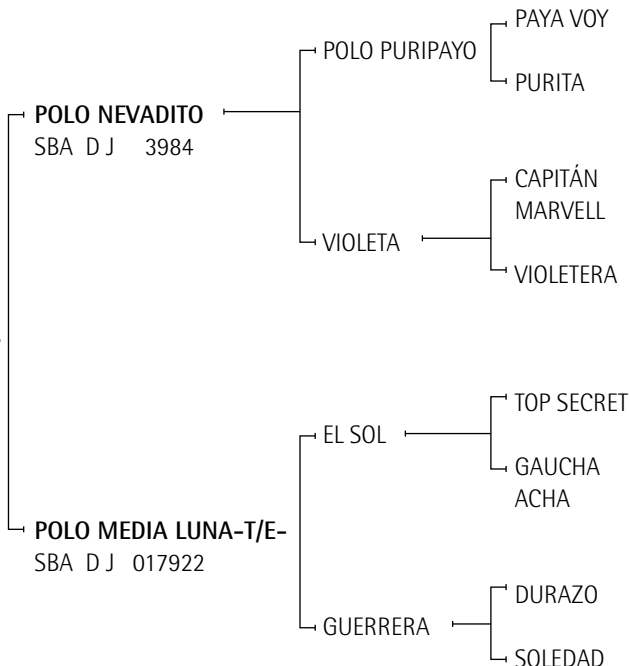 PAYA VOY
POLO PURIPAYO
PURITA
POLO NEVADITO
SBA D J 3984
CAPITÁN
MARVELL
VIOLETA
VIOLETERA
TOP SECRET
EL SOL
GAUCHA
ACHA
POLO MEDIA LUNA-T/E-
SBA D J 017922
DURAZO
GUERRERA
SOLEDAD